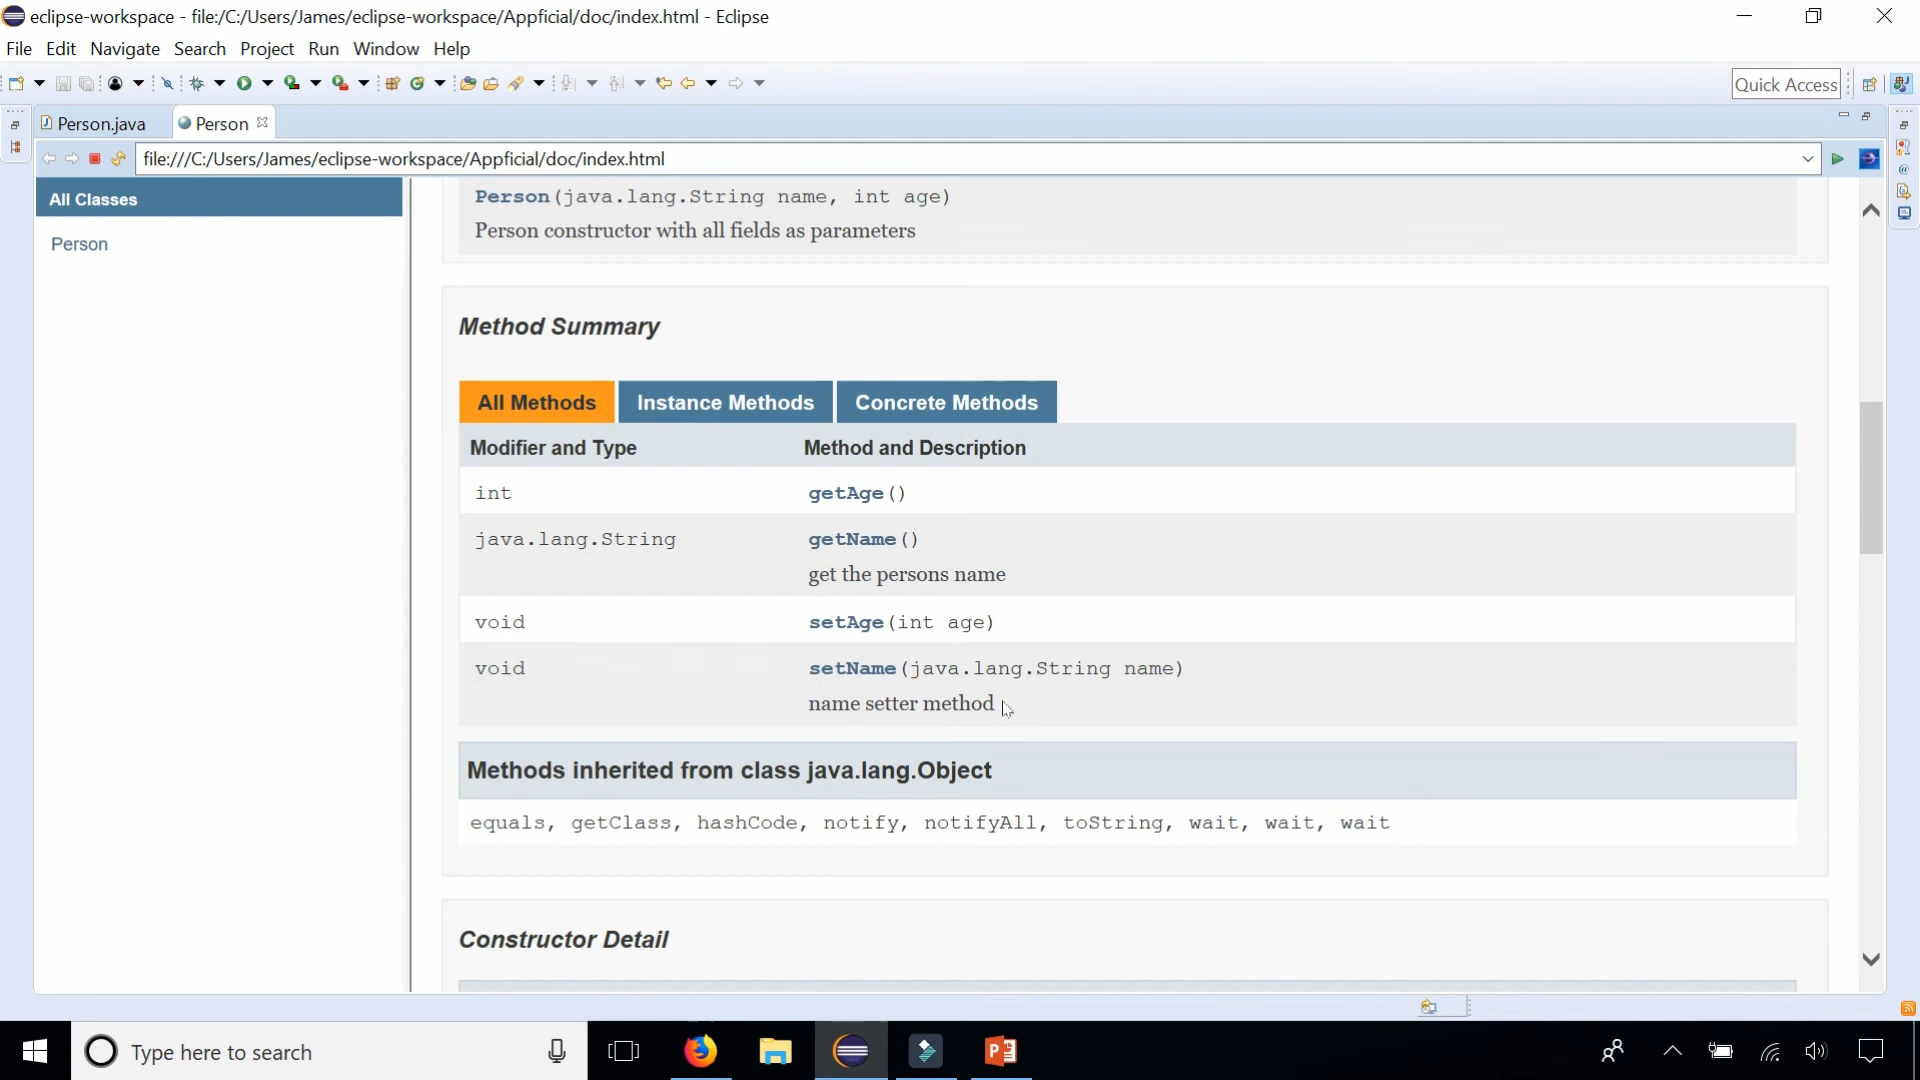 eclipse-workspace - file:/C:/Users/James/eclipse-workspace/Appficial/doc/index.html - Eclipse
File Edit Navigate Search Project Run Window Help
Quick Access
Person.java Person
file:///C:/Users/James/eclipse-workspace/Appficial/doc/index.html
All Classes
Person
Person(java.lang.String name, int age)
Person constructor with all fields as parameters
Method Summary
All Methods Instance Methods Concrete Methods
Modifier and Type Method and Description
int getAge()
java.lang.String getName()
get the persons name
void setAge(int age)
void setName(java.lang.String name)
name setter method
Methods inherited from class java.lang.Object
equals, getClass, hashCode, notify, notifyAll, toString, wait, wait, wait
Constructor Detail
Type here to search